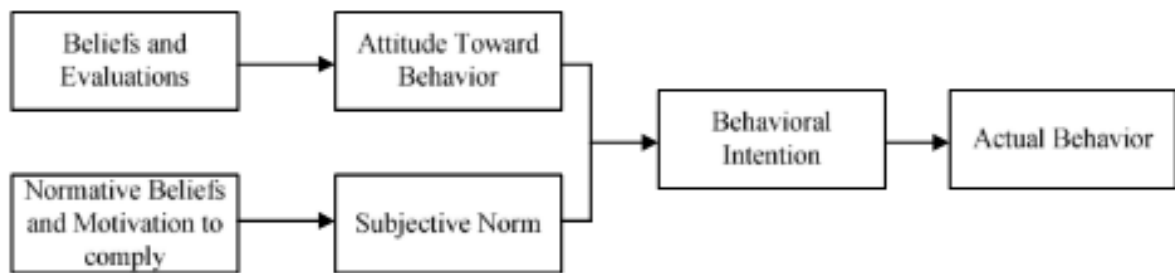 Beliefs and
Evaluations
Attitude Toward
Behavior
Behavioral
Intention
Actual Behavior
Normative Beliefs
and Motivation to
comply
Subjective Norm